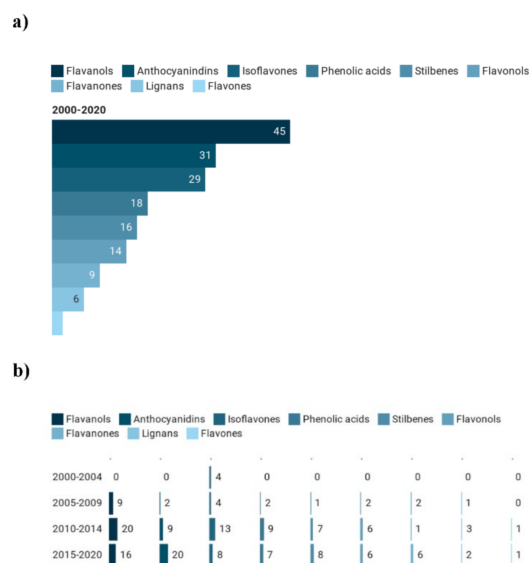 a)
Flavanols Anthocyanindins Isoflavones Phenolic acids Stilbenes Flavonols
Flavanones Lignans Flavones
2000-2020
45
31
29
18
16
14
9
6
b)
Flavanols Anthocyanidins Isoflavones Phenolic acids Stilbenes Flavonols
Flavanones Lignans Flavones
2000-2004 0 0 4 0 0 0 0 0 0
2005-2009 9 2 4 2 1 2 2 1 0
2010-2014 20 9 13 9 7 6 1 3 1
2015-2020 16 20 8 7 8 6 6 2 1